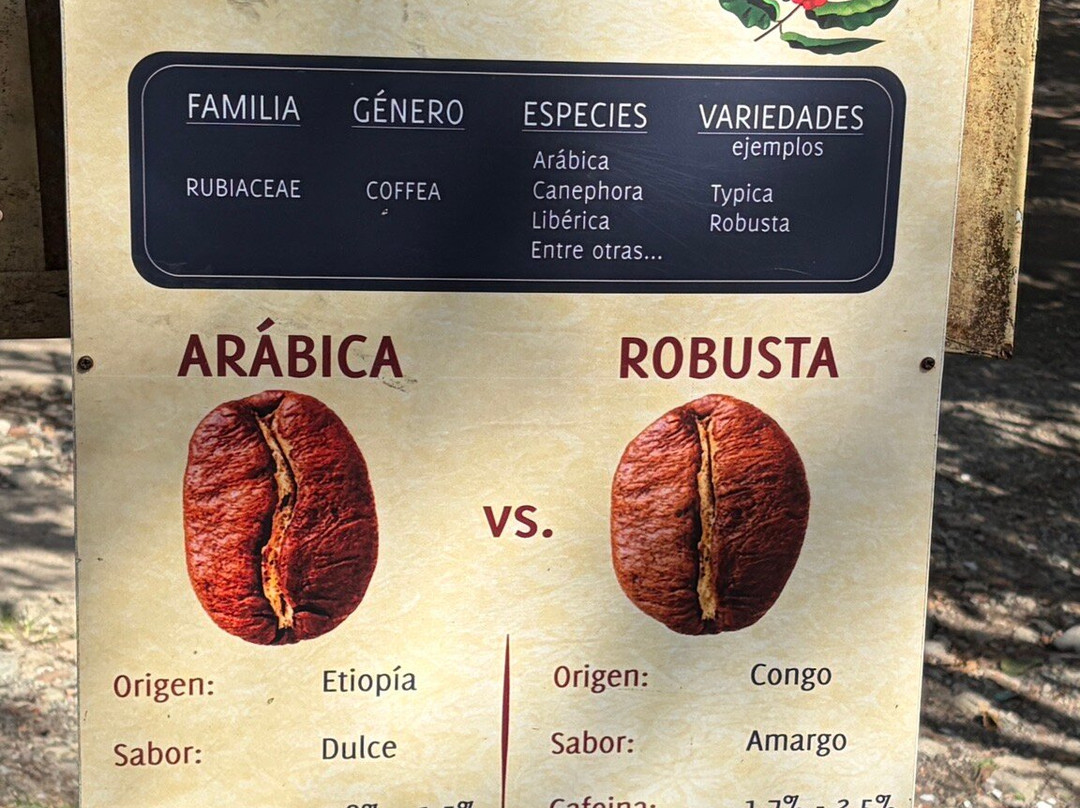 FAMILIA GÉNERO ESPECIES VARIEDADES
ejemplos
RUBIACEAE COFFEA
Arábica
Canephora
Libérica
Entre otras...
Typica
Robusta
ARÁBICA
vs.
ROBUSTA
Origen: Etiopía
Sabor: Dulce
Origen: Congo
Sabor: Amargo
Cafeina: